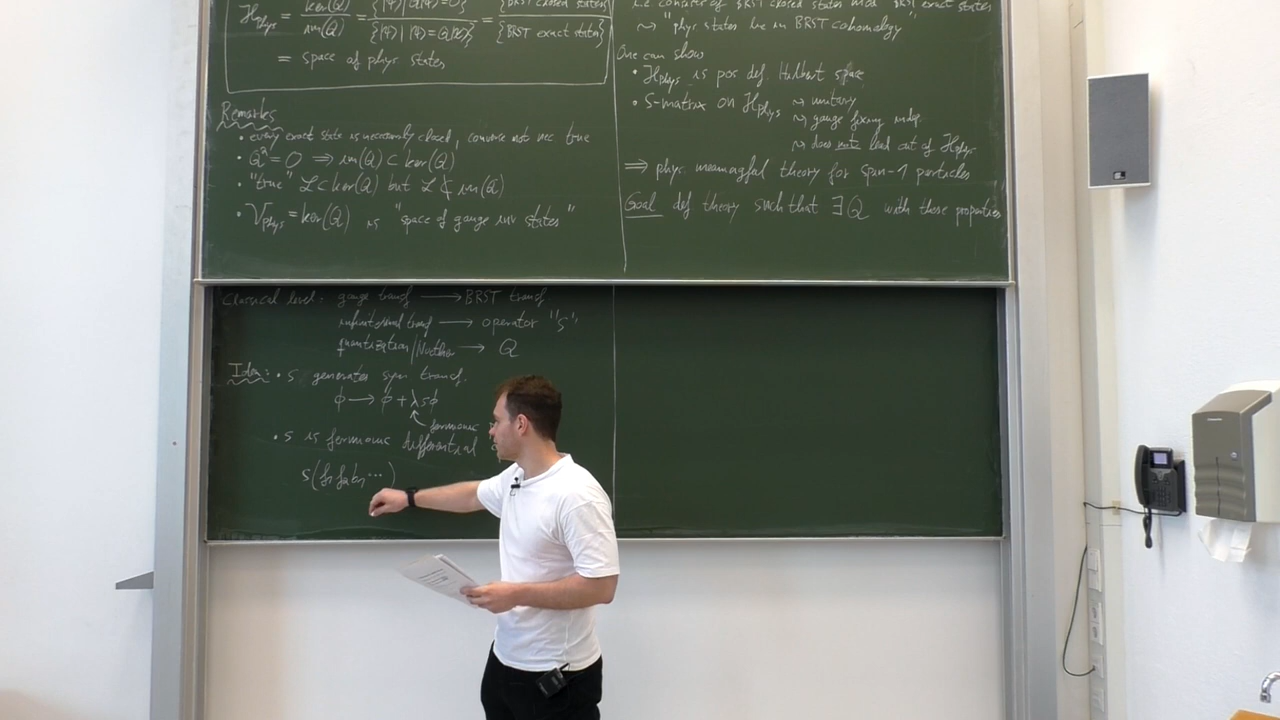 H_phys = ker(Q)/im(Q) = {|ψ⟩ | Q|ψ⟩=0}/{|ψ⟩ | |ψ⟩=Q|χ⟩} = {BRST closed states}/{BRST exact states}
= space of phys states
Remarks
• every exact state is necessarily closed, converse not nec true
• Q² = 0 ⇒ im(Q) ⊂ ker(Q)
• "true" ℒ ⊂ ker(Q) but ℒ ⊄ im(Q)
• V_phys = ker(Q) is "space of gauge inv states"
i.e. consider of BRST closed states mod BRST exact states
↝ "phys states lie in BRST cohomology"
One can show
• H_phys is pos def. Hilbert space
• S-matrix on H_phys ↝ unitary
↝ gauge fixing indep.
↝ does not lead out of H_phys
⇒ phys. meaningful theory for spin-1 particles
Goal def theory such that ∃Q with these properties
Classical level: gauge transf ⟶ BRST transf
infinitesimal transf ⟶ operator "s"
quantization/Noether ⟶ Q
Idea: • s generates sym transf.
ϕ ⟶ ϕ + λsϕ
fermionic
• s is fermionic differential
s(f₁f₂ ...)